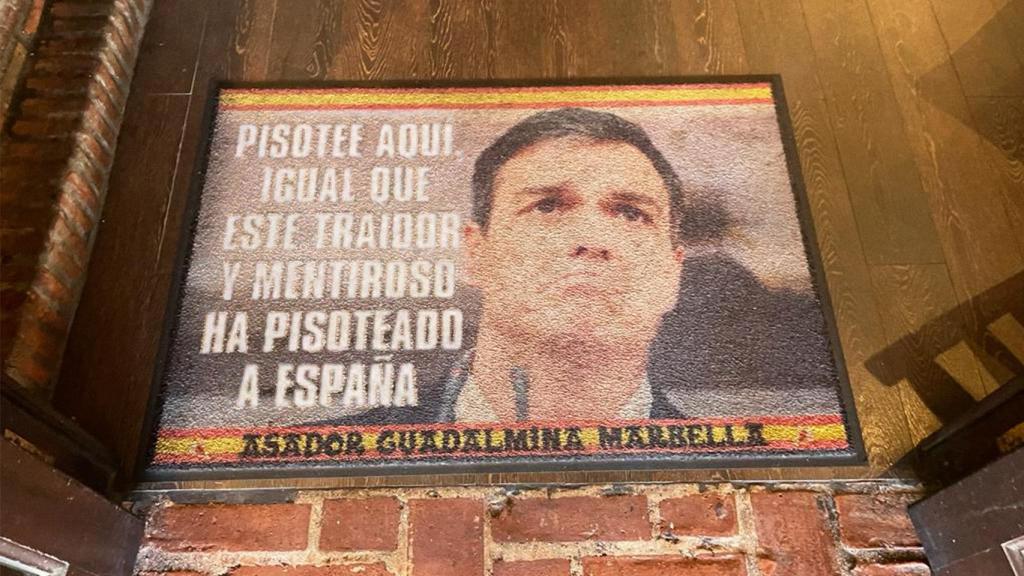 PISOTEE AQUI,
IGUAL QUE
ESTE TRAIDOR
Y MENTIROSO
HA PISOTEADO
A ESPAÑA
ASADOR GUADALMINA MARBELLA